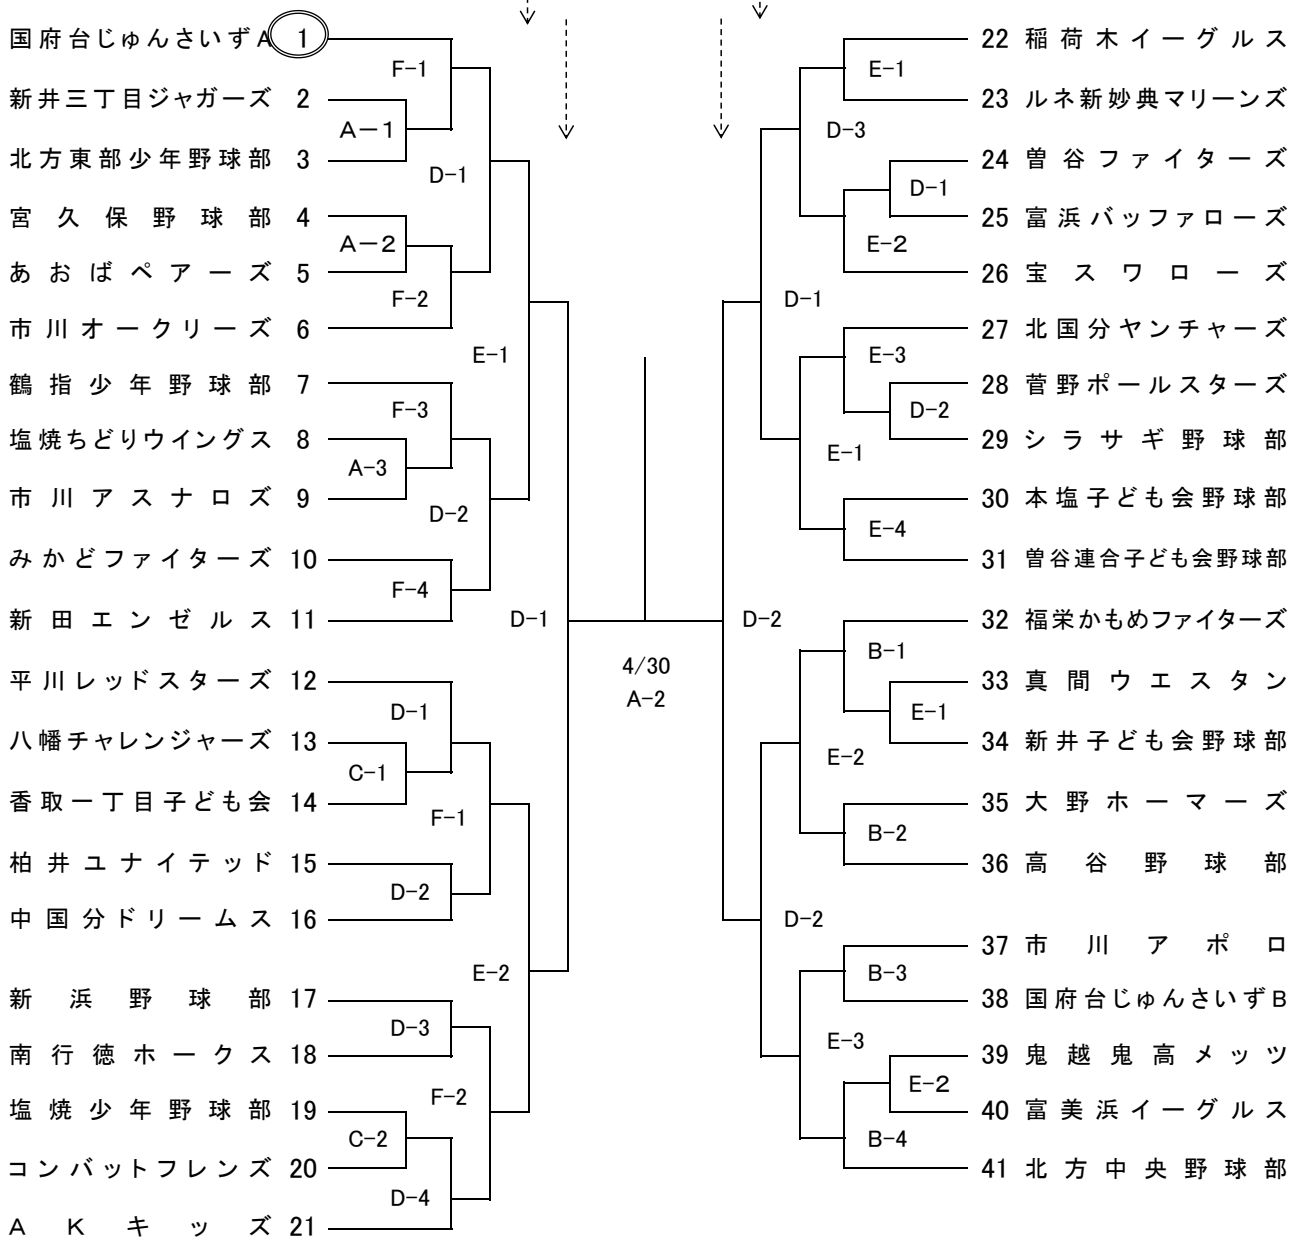 国府台じゅんさいずA 1
F-1
新井三丁目ジャガーズ 2
A-1
北方東部少年野球部 3
D-1
宮久保野球部 4
A-2
あおばペアーズ 5
F-2
市川オークリーズ 6
E-1
鶴指少年野球部 7
F-3
塩焼ちどりウイングス 8
A-3
市川アスナロズ 9
D-2
みかどファイターズ 10
F-4
新田エンゼルス 11
D-1
平川レッドスターズ 12
D-1
八幡チャレンジャーズ 13
C-1
香取一丁目子ども会 14
F-1
柏井ユナイテッド 15
D-2
中国分ドリームス 16
E-2
新浜野球部 17
D-3
南行徳ホークス 18
F-2
塩焼少年野球部 19
C-2
コンバットフレンズ 20
D-4
AKキッズ 21
4/30
A-2
22 稲荷木イーグルス
E-1
23 ルネ新妙典マリーンズ
D-3
24 曽谷ファイターズ
D-1
25 富浜バッファローズ
E-2
26 宝スワローズ
D-1
27 北国分ヤンチャーズ
E-3
28 菅野ポールスターズ
D-2
29 シラサギ野球部
E-1
30 本塩子ども会野球部
E-4
31 曽谷連合子ども会野球部
D-2
32 福栄かもめファイターズ
B-1
33 真間ウエスタン
E-1
34 新井子ども会野球部
E-2
35 大野ホーマーズ
B-2
36 高谷野球部
D-2
37 市川アポロ
B-3
38 国府台じゅんさいずB
E-3
39 鬼越鬼高メッツ
E-2
40 富美浜イーグルス
B-4
41 北方中央野球部